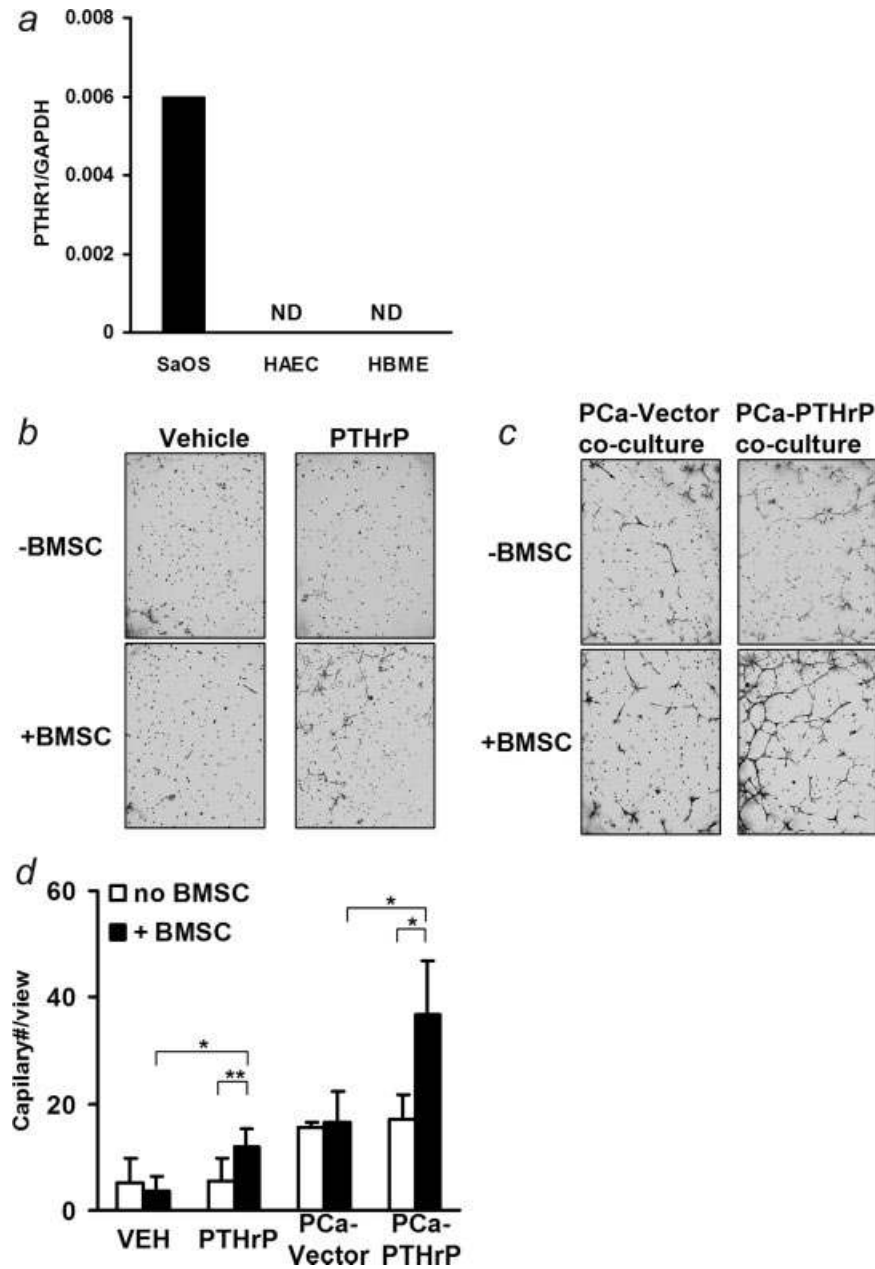 a
PTHR1/GAPDH
0.008
0.006
0.004
0.002
0
ND ND
SaOS HAEC HBME
b
Vehicle PTHrP
-BMSC
+BMSC
c
PCa-Vector PCa-PTHrP
co-culture co-culture
-BMSC
+BMSC
d
Capilary#/view
60
40
20
0
no BMSC
+ BMSC
*
**
*
*
VEH PTHrP PCa- PCa-
Vector PTHrP